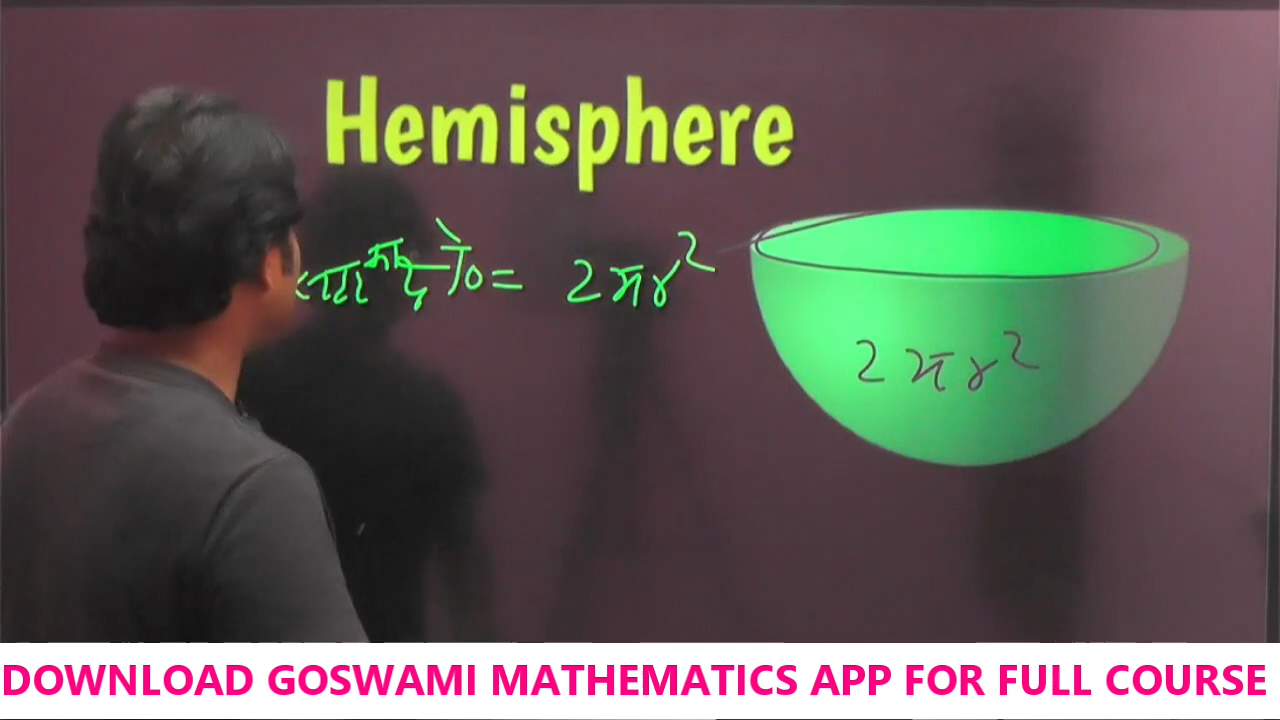 Hemisphere
= 2πr²
2πr²
DOWNLOAD GOSWAMI MATHEMATICS APP FOR FULL COURSE